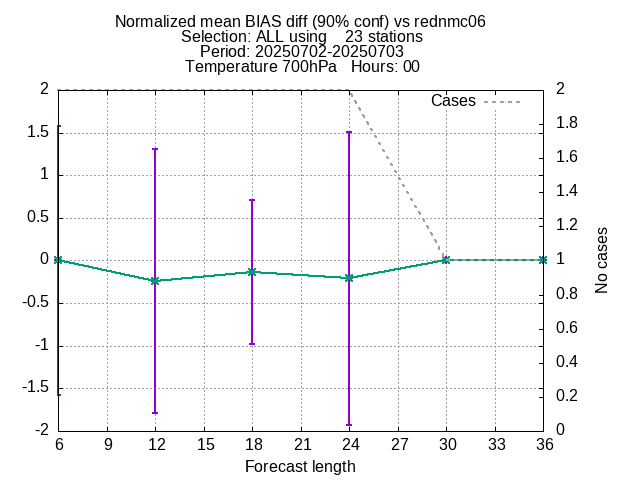 Normalized mean BIAS diff (90% conf) vs rednmc06
Selection: ALL using    23 stations
Period: 20250702-20250703
Temperature 700hPa   Hours: 00
Cases
2
1.5
1
0.5
0
-0.5
-1
-1.5
-2
2
1.8
1.6
1.4
1.2
1
0.8
0.6
0.4
0.2
0
No cases
6 9 12 15 18 21 24 27 30 33 36
Forecast length